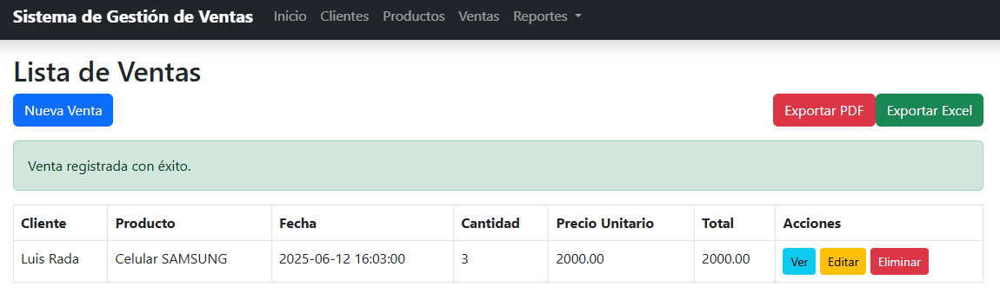 Sistema de Gestión de Ventas Inicio Clientes Productos Ventas Reportes
Lista de Ventas
Nueva Venta Exportar PDF Exportar Excel
Venta registrada con éxito.
Cliente Producto Fecha Cantidad Precio Unitario Total Acciones
Luis Rada Celular SAMSUNG 2025-06-12 16:03:00 3 2000.00 2000.00 Ver Editar Eliminar